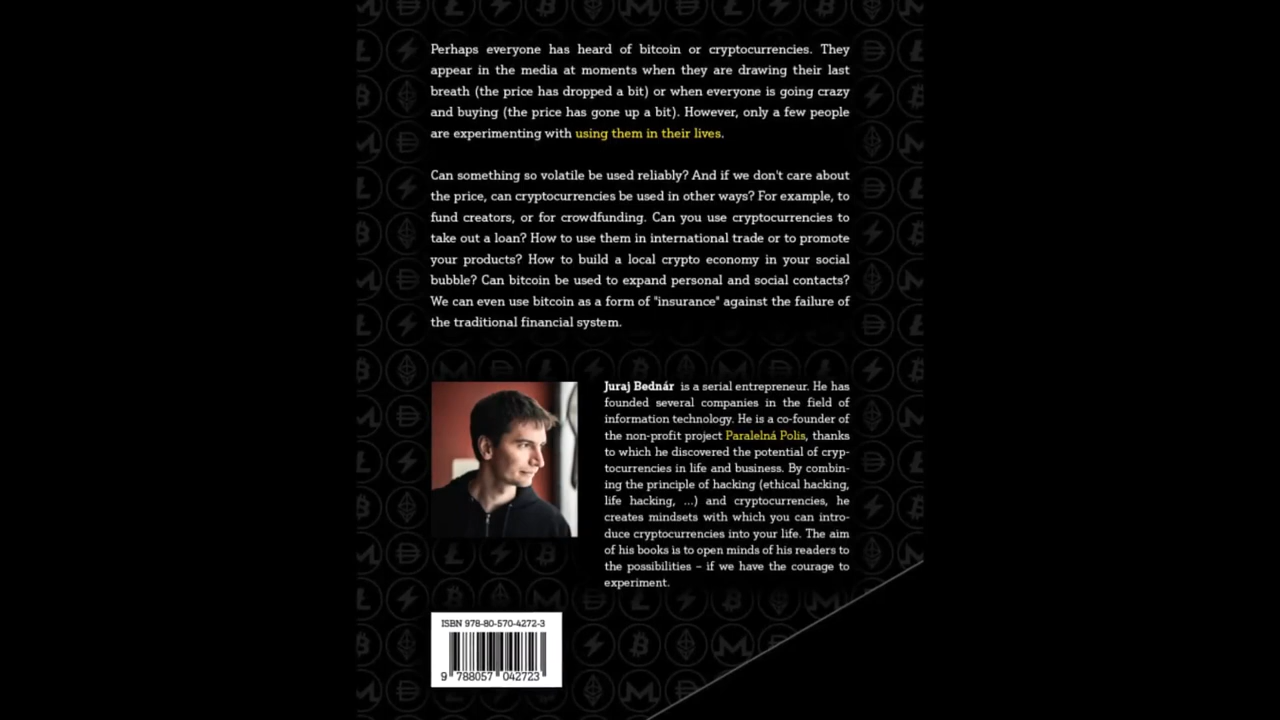 Perhaps everyone has heard of bitcoin or cryptocurrencies. They
appear in the media at moments when they are drawing their last
breath (the price has dropped a bit) or when everyone is going crazy
and buying (the price has gone up a bit). However, only a few people
are experimenting with using them in their lives.
Can something so volatile be used reliably? And if we don't care about
the price, can cryptocurrencies be used in other ways? For example, to
fund creators, or for crowdfunding. Can you use cryptocurrencies to
take out a loan? How to use them in international trade or to promote
your products? How to build a local crypto economy in your social
bubble? Can bitcoin be used to expand personal and social contacts?
We can even use bitcoin as a form of "insurance" against the failure of
the traditional financial system.
Juraj Bednár is a serial entrepreneur. He has
founded several companies in the field of
information technology. He is a co-founder of
the non-profit project Paralelná Polis, thanks
to which he discovered the potential of cryp-
tocurrencies in life and business. By combin-
ing the principle of hacking (ethical hacking,
life hacking, ...) and cryptocurrencies, he
creates mindsets with which you can intro-
duce cryptocurrencies into your life. The aim
of his books is to open minds of his readers to
the possibilities – if we have the courage to
experiment.
ISBN 978-80-570-4272-3
9 788057 042723